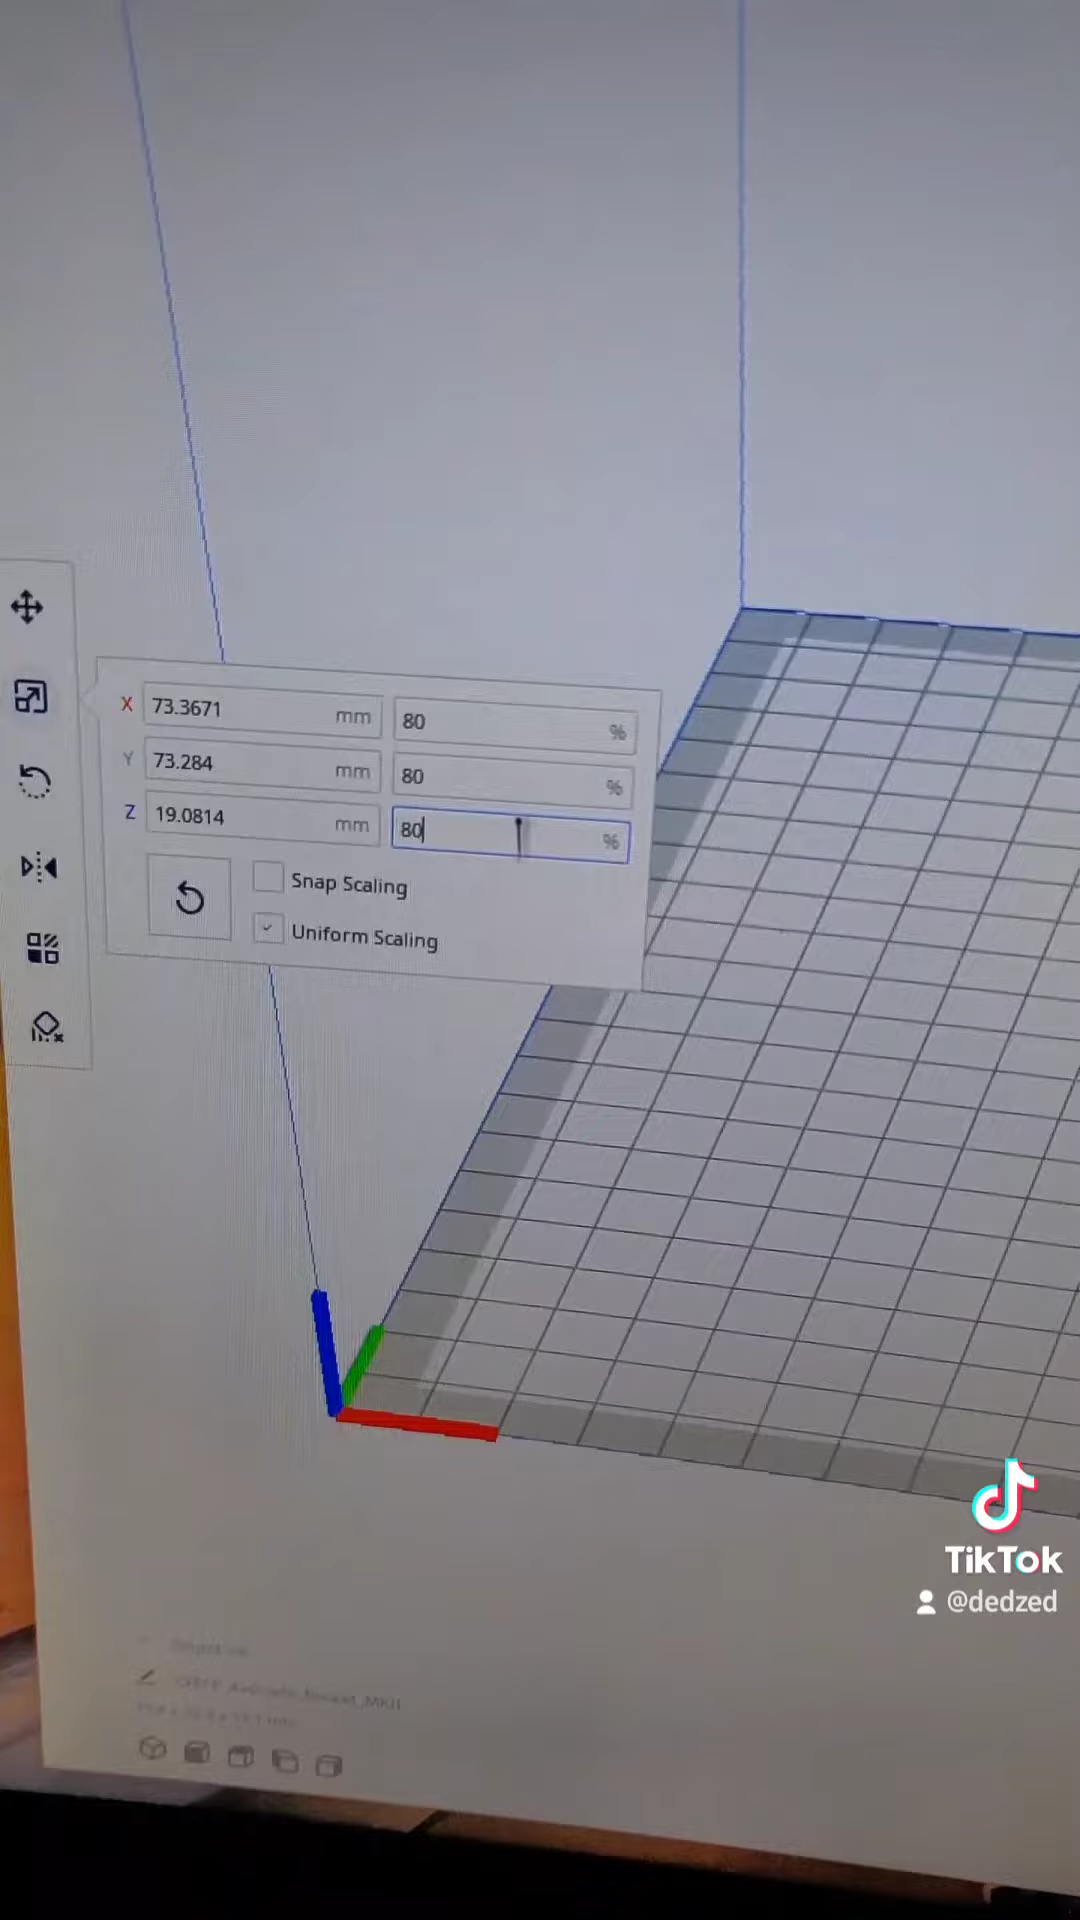 X 73.3671 mm 80 %
Y 73.284 mm 80 %
Z 19.0814 mm 80 %
Snap Scaling
Uniform Scaling
TikTok
@dedzed